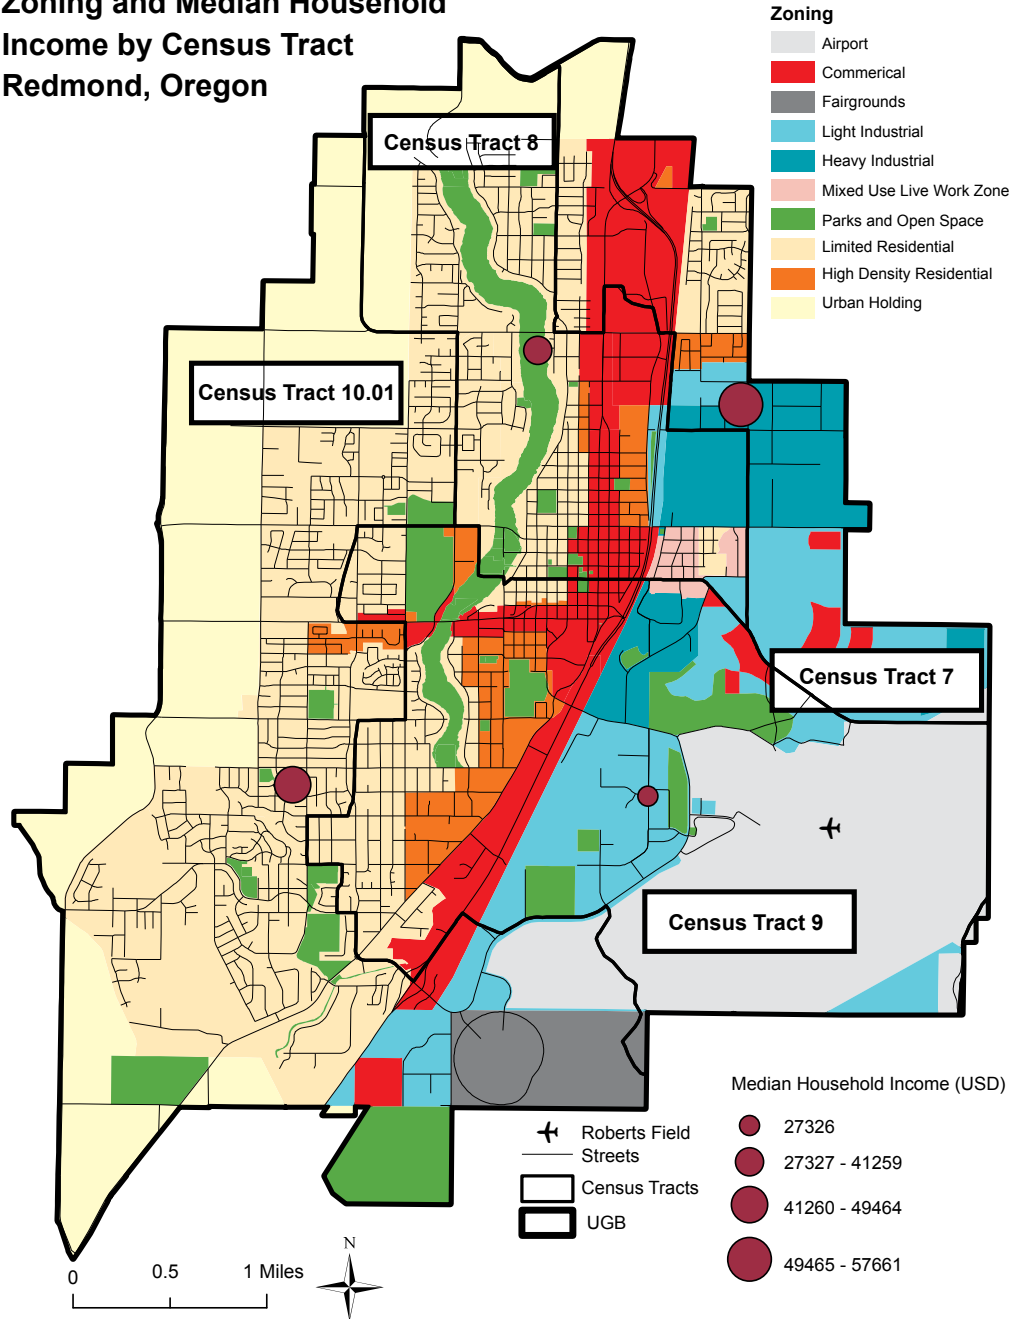 Zoning and Median Household
Income by Census Tract
Redmond, Oregon
Zoning
Airport
Commerical
Fairgrounds
Light Industrial
Heavy Industrial
Mixed Use Live Work Zone
Parks and Open Space
Limited Residential
High Density Residential
Urban Holding
Census Tract 8
Census Tract 10.01
Census Tract 7
Census Tract 9
Median Household Income (USD)
27326
27327 - 41259
41260 - 49464
49465 - 57661
Roberts Field
Streets
Census Tracts
UGB
N
0 0.5 1 Miles